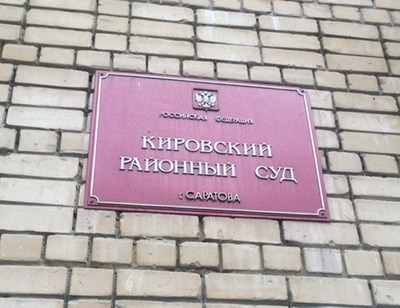 РОССИЙСКАЯ ФЕДЕРАЦИЯ
КИРОВСКИЙ
РАЙОННЫЙ СУД
г.САРАТОВА